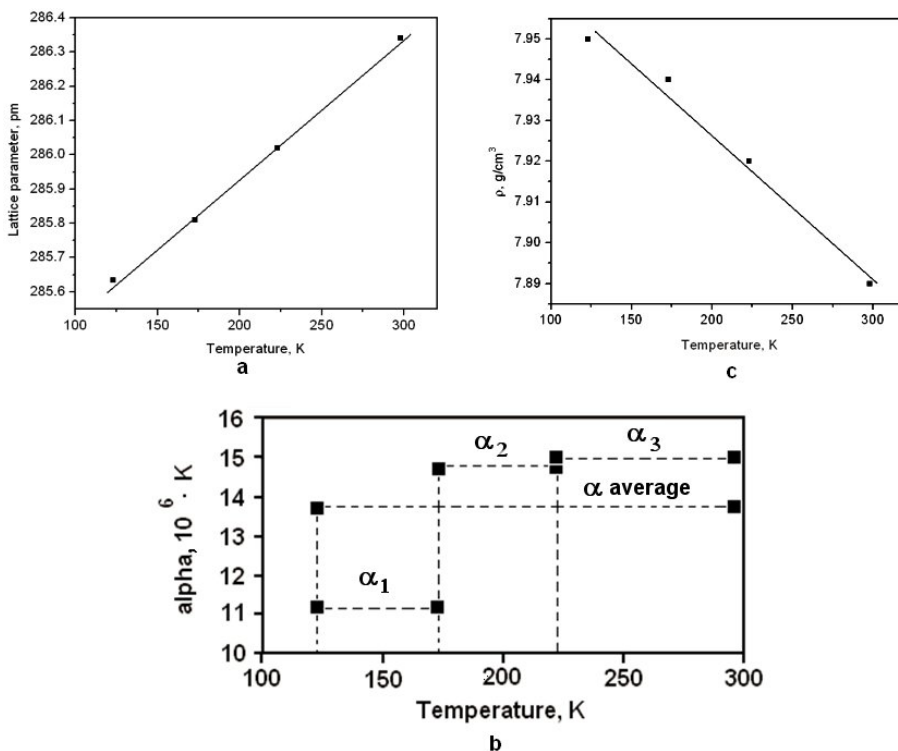 286.4
286.3
286.2
286.1
286.0
285.9
285.8
285.7
285.6
Lattice parameter, pm
100 150 200 250 300
Temperature, K
a
7.95
7.94
7.93
7.92
7.91
7.90
7.89
ρ, g/cm³
100 150 200 250 300
Temperature, K
c
16
15
14
13
12
11
10
alpha, 10⁶ · K
α₁
α₂
α₃
α average
100 150 200 250 300
Temperature, K
b